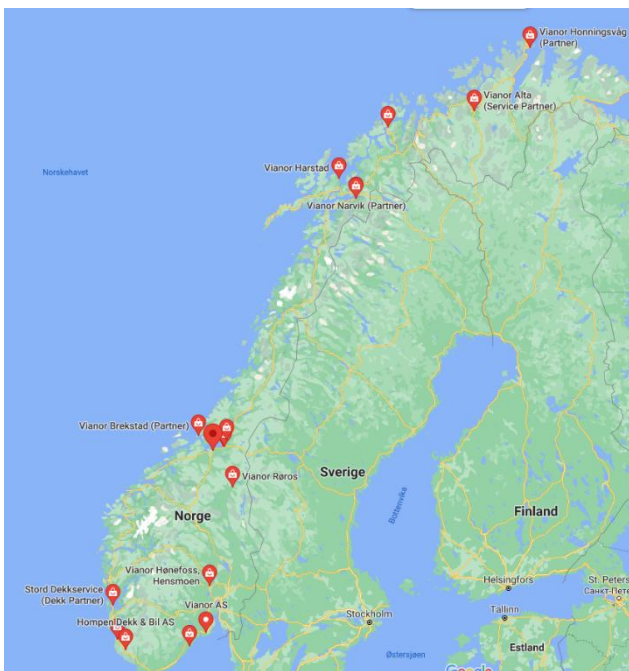 Vianor Honningsvåg
(Partner)
Vianor Alta
(Service Partner)
Norskehavet
Vianor Harstad
Vianor Narvik (Partner)
Vianor Brekstad (Partner)
Vianor Røros
Sverige
Bottenvika
Norge
Finland
Vianor Hønefoss,
Hensmoen
Stord Dekkservice
(Dekk Partner)
Vianor AS
Hompen Dekk & Bil AS
Helsingfors
St. Peters
Санкт-Пете
Stockholm
Tallinn
Østersjøen
Estland
Google